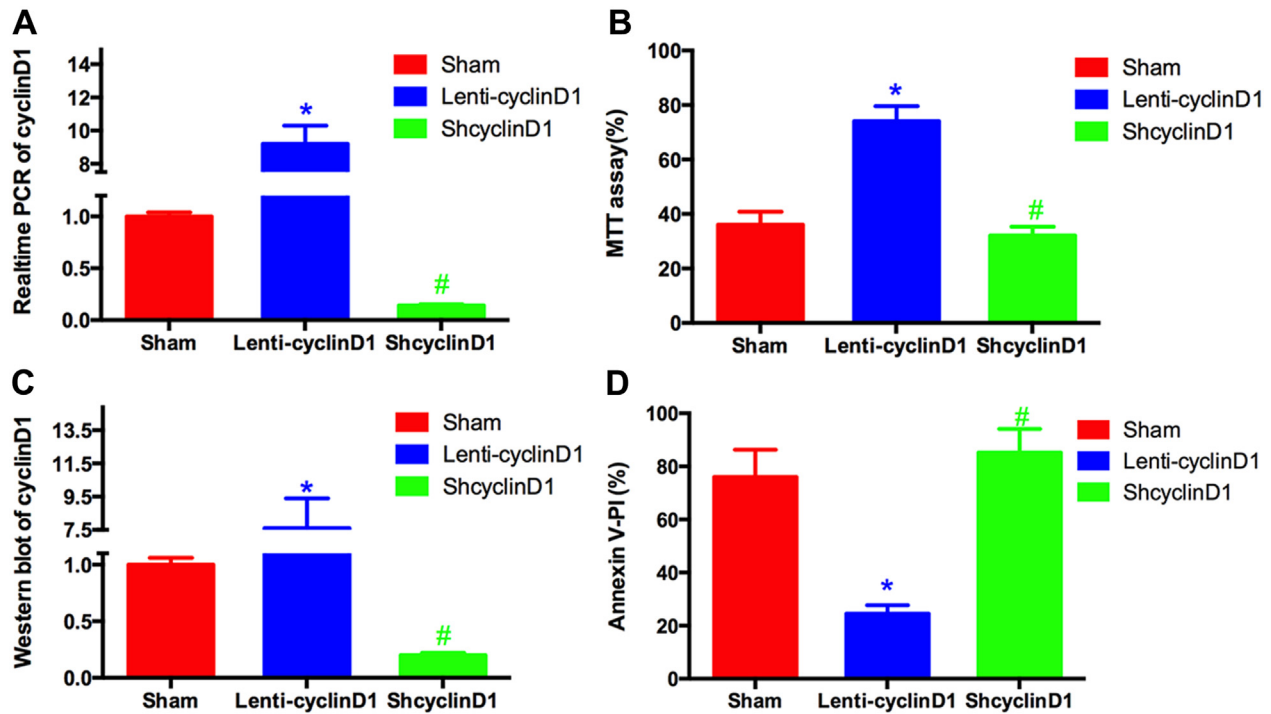 A
Realtime PCR of cyclinD1
14
12
10
8
1.0
0.5
0.0
*
#
Sham
Lenti-cyclinD1
ShcyclinD1
Sham
Lenti-cyclinD1
ShcyclinD1
B
MTT assay(%)
100
80
60
40
20
0
*
#
Sham
Lenti-cyclinD1
ShcyclinD1
Sham
Lenti-cyclinD1
ShcyclinD1
C
Western blot of cyclinD1
13.5
11.5
9.5
7.5
1.0
0.5
0.0
*
#
Sham
Lenti-cyclinD1
ShcyclinD1
Sham
Lenti-cyclinD1
ShcyclinD1
D
Annexin V-PI (%)
100
80
60
40
20
0
*
#
Sham
Lenti-cyclinD1
ShcyclinD1
Sham
Lenti-cyclinD1
ShcyclinD1